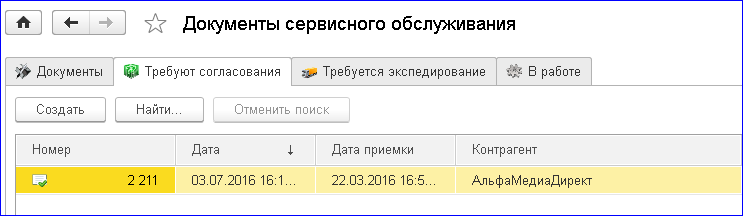 Документы сервисного обслуживания
Документы Требуют согласования Требуется экспедирование В работе
Создать Найти... Отменить поиск
Номер Дата ↓ Дата приемки Контрагент
2 211 03.07.2016 16:1... 22.03.2016 16:5... АльфаМедиаДирект